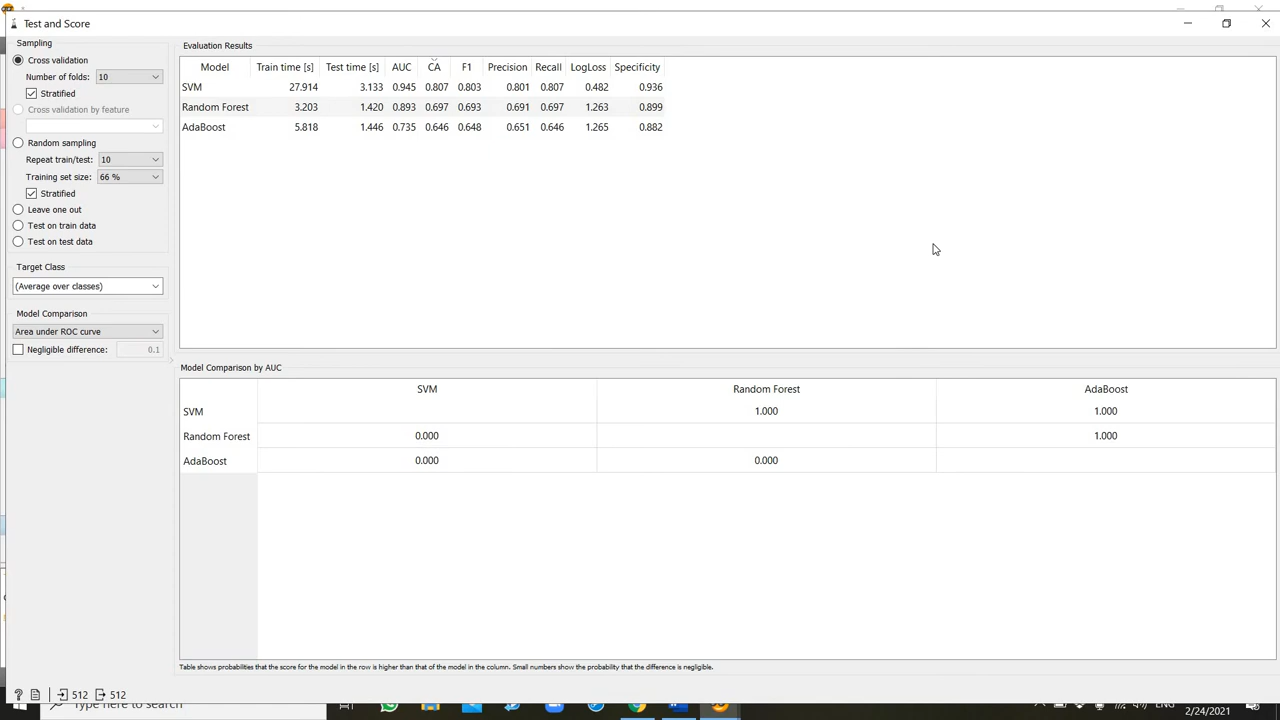 Test and Score
Sampling
Cross validation
Number of folds: 10
Stratified
Cross validation by feature
Random sampling
Repeat train/test: 10
Training set size: 66 %
Stratified
Leave one out
Test on train data
Test on test data
Target Class
(Average over classes)
Model Comparison
Area under ROC curve
Negligible difference: 0.1
Evaluation Results
Model Train time [s] Test time [s] AUC CA F1 Precision Recall LogLoss Specificity
SVM 27.914 3.133 0.945 0.807 0.803 0.801 0.807 0.482 0.936
Random Forest 3.203 1.420 0.893 0.697 0.693 0.691 0.697 1.263 0.899
AdaBoost 5.818 1.446 0.735 0.646 0.648 0.651 0.646 1.265 0.882
Model Comparison by AUC
SVM Random Forest AdaBoost
SVM 1.000 1.000
Random Forest 0.000 1.000
AdaBoost 0.000 0.000
Table shows probabilities that the score for the model in the row is higher than that of the model in the column. Small numbers show the probability that the difference is negligible.
? 512 512
Type here to search
ENG
2/24/2021